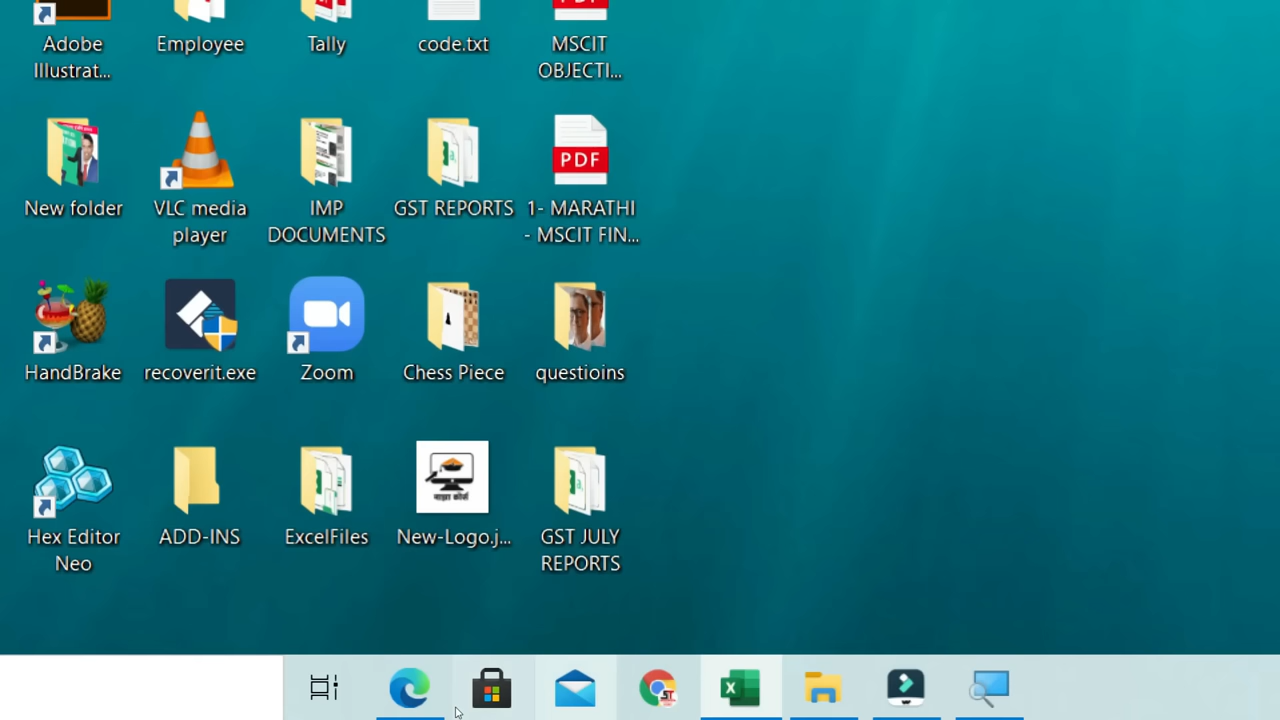 Adobe
Illustrat...
Employee
Tally
code.txt
PDF
MSCIT
OBJECTI...
New folder
VLC media
player
IMP
DOCUMENTS
GST REPORTS
PDF
1- MARATHI
- MSCIT FIN...
HandBrake
recoverit.exe
Zoom
Chess Piece
questioins
Hex Editor
Neo
ADD-INS
ExcelFiles
माझा कोर्स
New-Logo.j...
GST JULY
REPORTS
ST
X